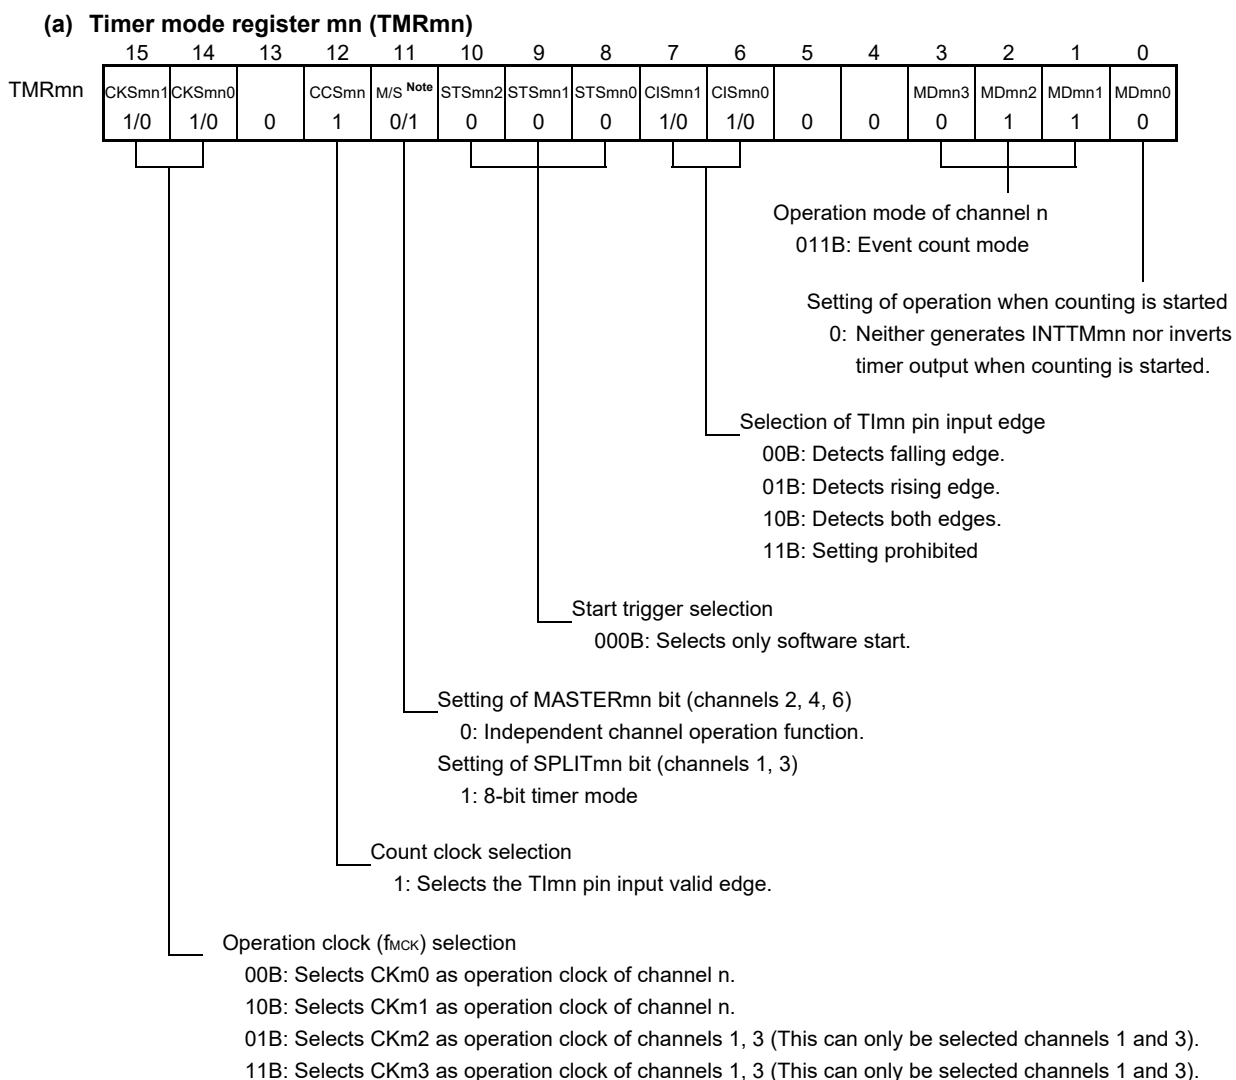 (a) Timer mode register mn (TMRmn)
15 14 13 12 11 10 9 8 7 6 5 4 3 2 1 0
TMRmn CKSmn1 CKSmn0 CCSmn M/S Note STSmn2 STSmn1 STSmn0 CISmn1 CISmn0 MDmn3 MDmn2 MDmn1 MDmn0
1/0 1/0 0 1 0/1 0 0 0 1/0 1/0 0 0 0 1 1 0
Operation mode of channel n
011B: Event count mode
Setting of operation when counting is started
0: Neither generates INTTMmn nor inverts
timer output when counting is started.
Selection of TImn pin input edge
00B: Detects falling edge.
01B: Detects rising edge.
10B: Detects both edges.
11B: Setting prohibited
Start trigger selection
000B: Selects only software start.
Setting of MASTERmn bit (channels 2, 4, 6)
0: Independent channel operation function.
Setting of SPLITmn bit (channels 1, 3)
1: 8-bit timer mode
Count clock selection
1: Selects the TImn pin input valid edge.
Operation clock (fMCK) selection
00B: Selects CKm0 as operation clock of channel n.
10B: Selects CKm1 as operation clock of channel n.
01B: Selects CKm2 as operation clock of channels 1, 3 (This can only be selected channels 1 and 3).
11B: Selects CKm3 as operation clock of channels 1, 3 (This can only be selected channels 1 and 3).